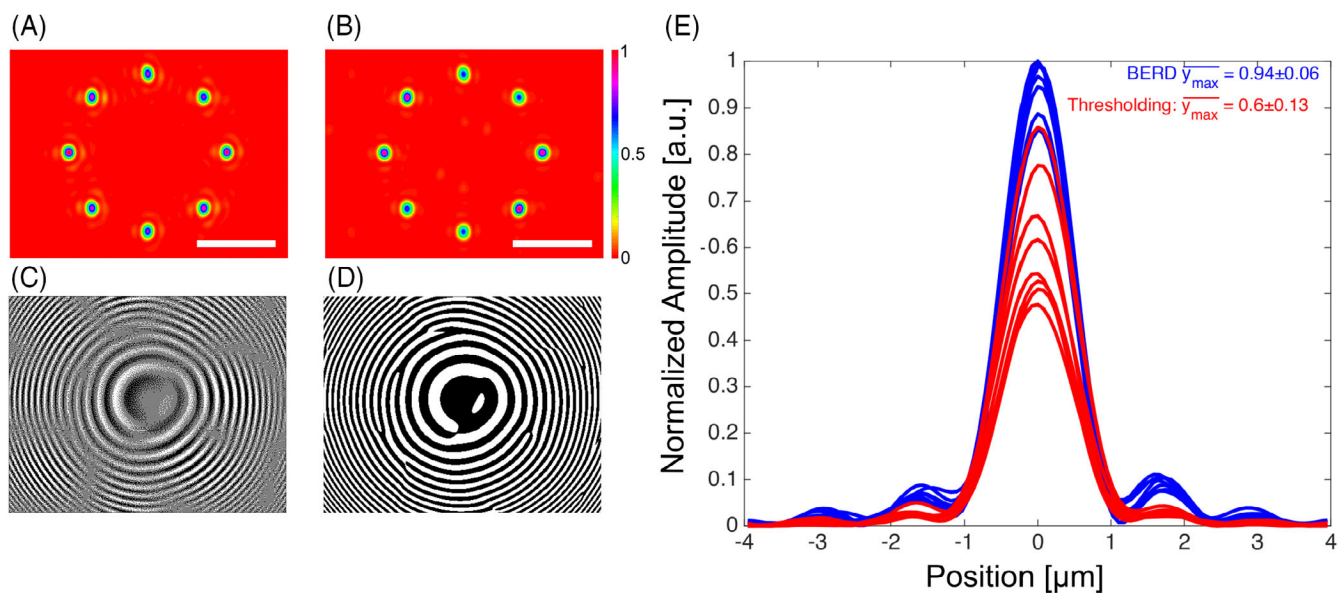 (A)
(B)
1
0.5
0
(C)
(D)
(E)
BERD y_max = 0.94±0.06
Thresholding: y_max = 0.6±0.13
Normalized Amplitude [a.u.]
1
0.9
0.8
0.7
-0.6
0.5
0.4
0.3
0.2
0.1
0
-4
-3
-2
-1
0
1
2
3
4
Position [µm]